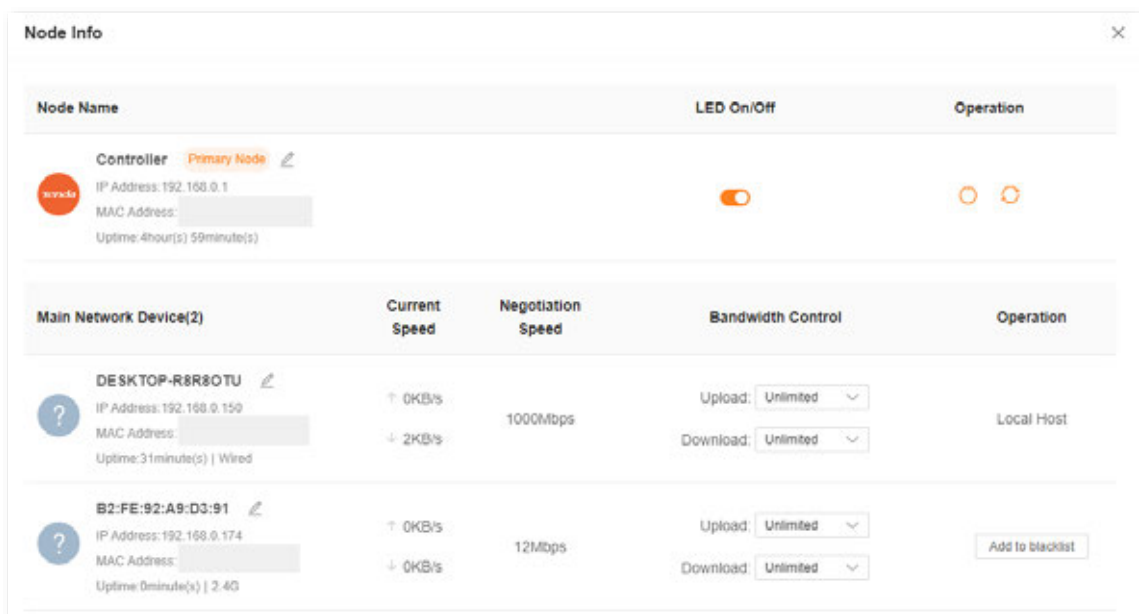 Node Info
Node Name LED On/Off Operation
Controller Primary Node
IP Address:192.168.0.1
MAC Address:
Uptime:4hour(s) 59minute(s)
Main Network Device(2) Current Speed Negotiation Speed Bandwidth Control Operation
DESKTOP-R8R8OTU
IP Address:192.168.0.150
MAC Address:
Uptime:31minute(s) | Wired
↑ 0KB/s
↓ 2KB/s
1000Mbps
Upload: Unlimited
Download: Unlimited
Local Host
B2:FE:92:A9:D3:91
IP Address:192.168.0.174
MAC Address:
Uptime:0minute(s) | 2.4G
↑ 0KB/s
↓ 0KB/s
12Mbps
Upload: Unlimited
Download: Unlimited
Add to blacklist